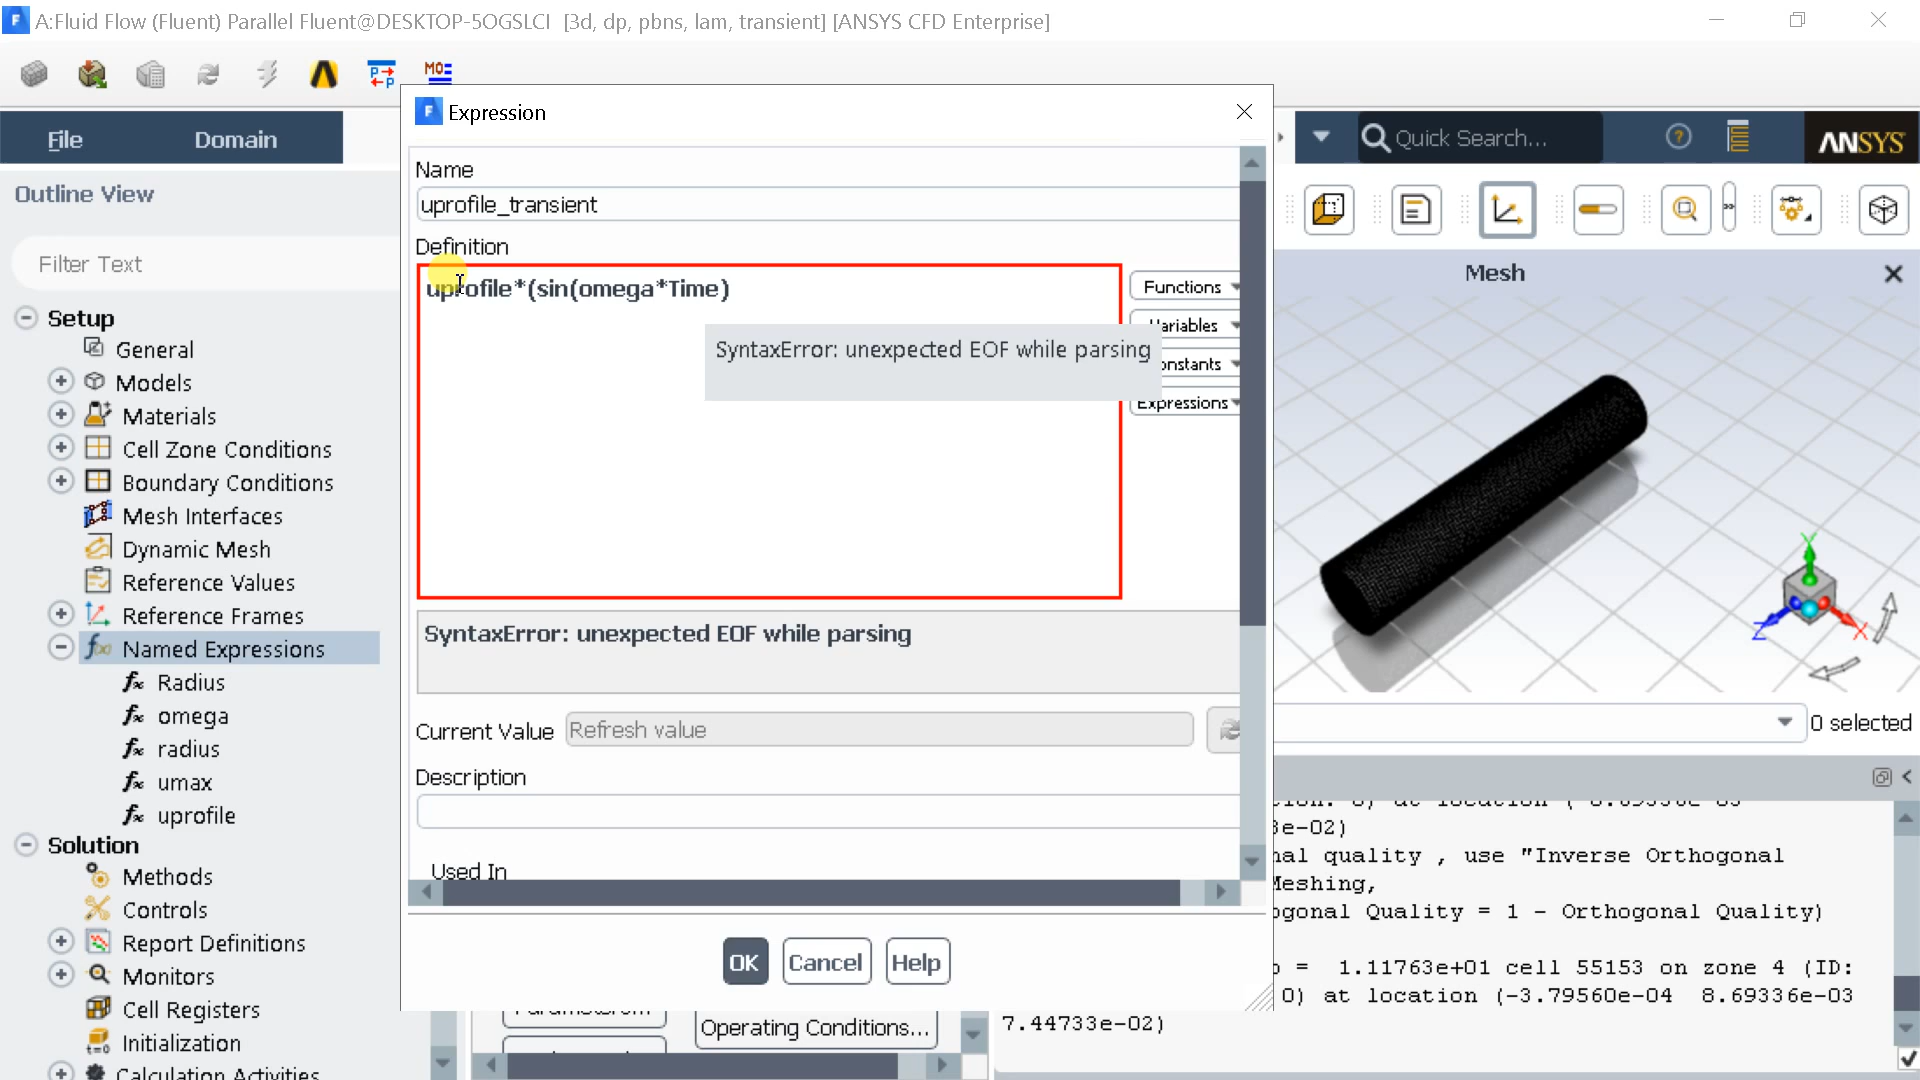 A:Fluid Flow (Fluent) Parallel Fluent@DESKTOP-5OGSLCI [3d, dp, pbns, lam, transient] [ANSYS CFD Enterprise]
File
Domain
Quick Search...
ANSYS
Outline View
Filter Text
Setup
General
Models
Materials
Cell Zone Conditions
Boundary Conditions
Mesh Interfaces
Dynamic Mesh
Reference Values
Reference Frames
Named Expressions
Radius
omega
radius
umax
uprofile
Solution
Methods
Controls
Report Definitions
Monitors
Cell Registers
Initialization
Calculation Activities
Expression
Name
uprofile_transient
Definition
uprofile*(sin(omega*Time)
SyntaxError: unexpected EOF while parsing
Functions
Variables
Constants
Expressions
SyntaxError: unexpected EOF while parsing
Current Value
Refresh value
Description
Used In
OK
Cancel
Help
Operating Conditions...
Mesh
Y
Z
X
0 selected
e-02)
nal quality , use "Inverse Orthogonal
Meshing,
ogonal Quality = 1 - Orthogonal Quality)
= 1.11763e+01 cell 55153 on zone 4 (ID:
0) at location (-3.79560e-04 8.69336e-03
7.44733e-02)